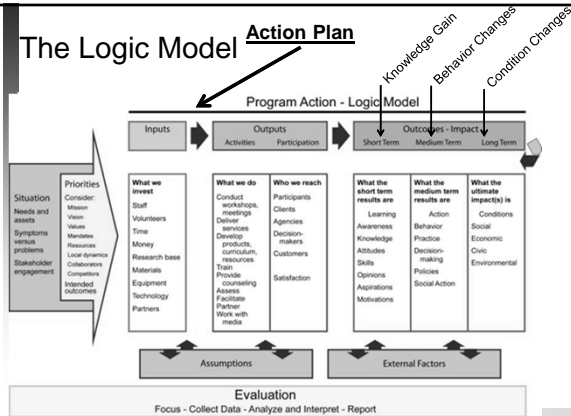 The Logic Model
Action Plan
Knowledge Gain
Behavior Changes
Condition Changes
Program Action - Logic Model
Inputs
Outputs
Activities
Participation
Outcomes - Impact
Short Term
Medium Term
Long Term
Situation
Needs and
assets
Symptoms
versus
problems
Stakeholder
engagement
Priorities
Consider:
Mission
Vision
Values
Mandates
Resources
Local dynamics
Collaborators
Competitors
Intended
outcomes
What we
invest
Staff
Volunteers
Time
Money
Research base
Materials
Equipment
Technology
Partners
What we do
Conduct
workshops,
meetings
Deliver
services
Develop
products,
curriculum,
resources
Train
Provide
counseling
Assess
Facilitate
Partner
Work with
media
Who we reach
Participants
Clients
Agencies
Decision-
makers
Customers
Satisfaction
What the
short term
results are
Learning
Awareness
Knowledge
Attitudes
Skills
Opinions
Aspirations
Motivations
What the
medium term
results are
Action
Behavior
Practice
Decision-
making
Policies
Social Action
What the
ultimate
impact(s) is
Conditions
Social
Economic
Civic
Environmental
Assumptions
External Factors
Evaluation
Focus - Collect Data - Analyze and Interpret - Report